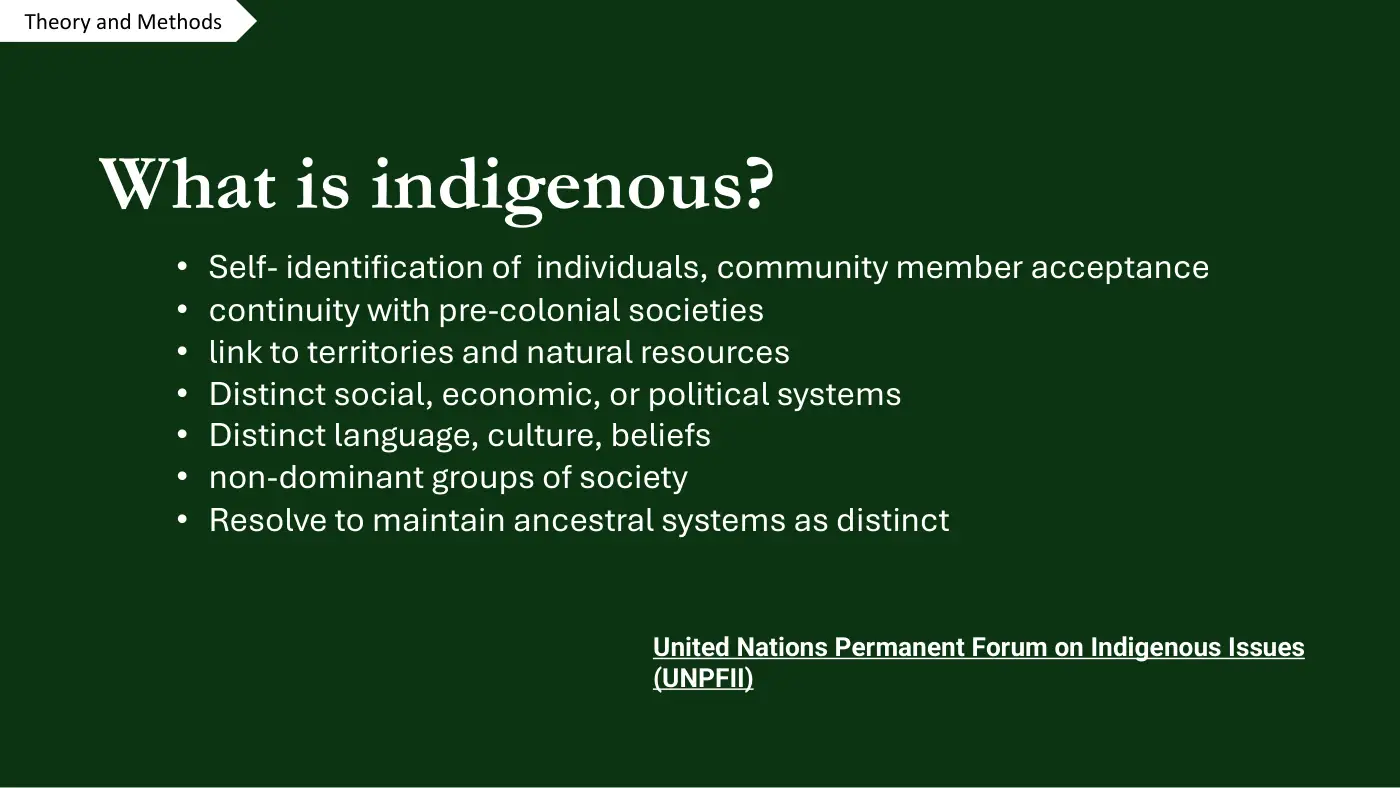 Theory and Methods
What is indigenous?
• Self- identification of  individuals, community member acceptance
• continuity with pre-colonial societies
• link to territories and natural resources
• Distinct social, economic, or political systems
• Distinct language, culture, beliefs
• non-dominant groups of society
• Resolve to maintain ancestral systems as distinct
United Nations Permanent Forum on Indigenous Issues
(UNPFII)